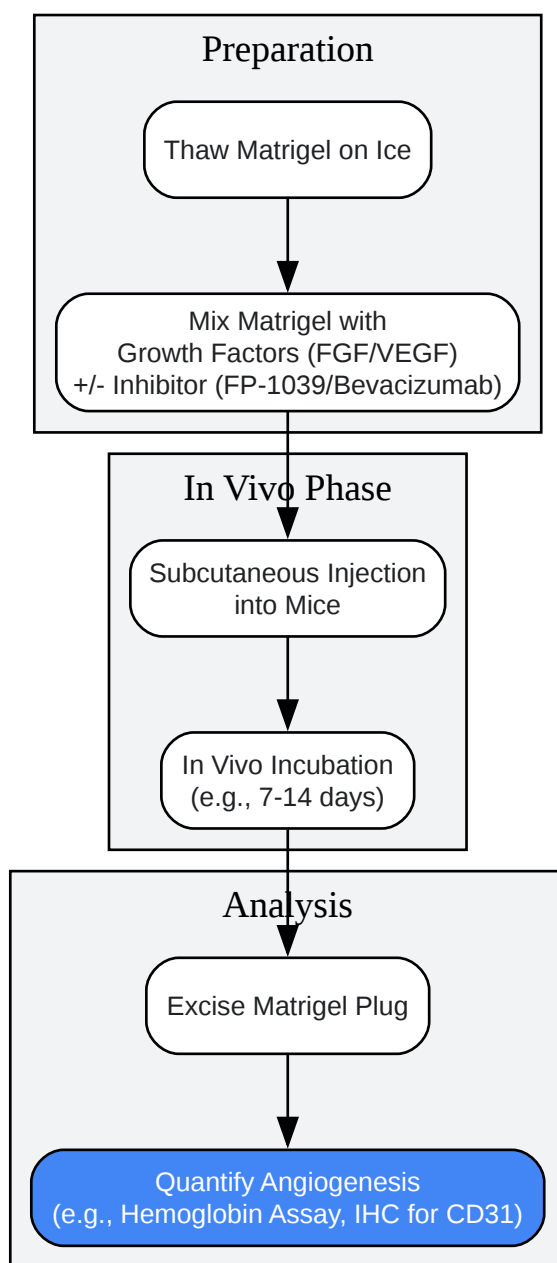 Preparation
Thaw Matrigel on Ice
Mix Matrigel with
Growth Factors (FGF/VEGF)
+/- Inhibitor (FP-1039/Bevacizumab)
In Vivo Phase
Subcutaneous Injection
into Mice
In Vivo Incubation
(e.g., 7-14 days)
Analysis
Excise Matrigel Plug
Quantify Angiogenesis
(e.g., Hemoglobin Assay, IHC for CD31)